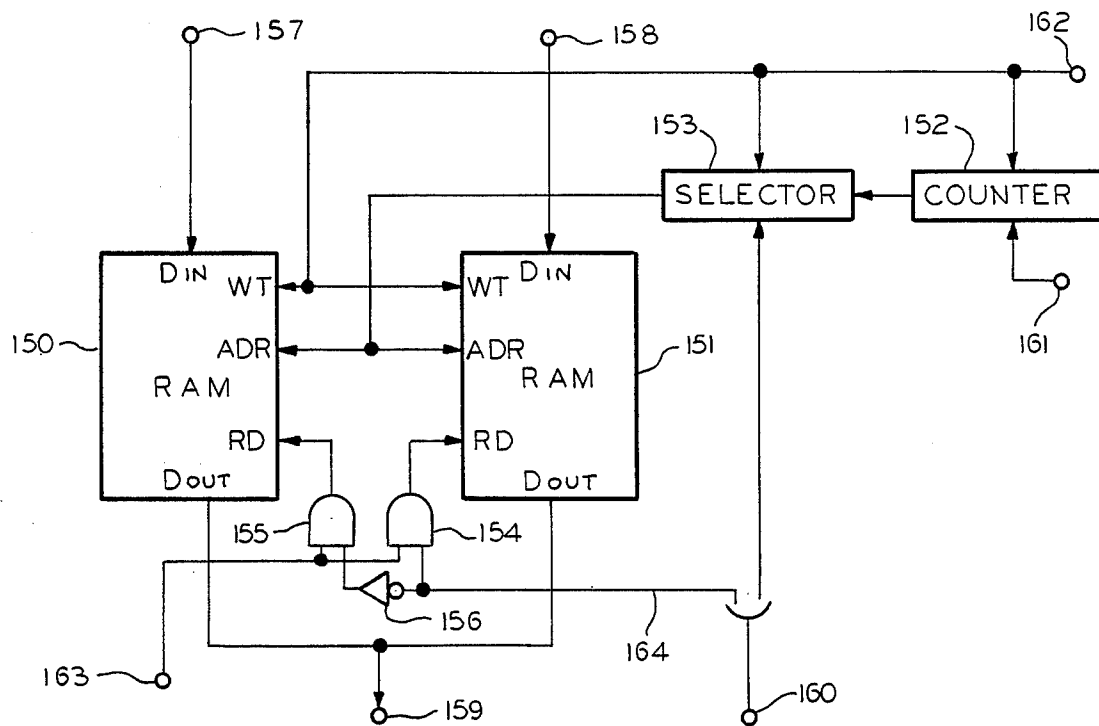 157
158
162
153
152
SELECTOR
COUNTER
DIN
DIN
WT
WT
161
150
ADR
ADR
151
RAM
RAM
RD
RD
DOUT
DOUT
155
154
156
164
163
159
160